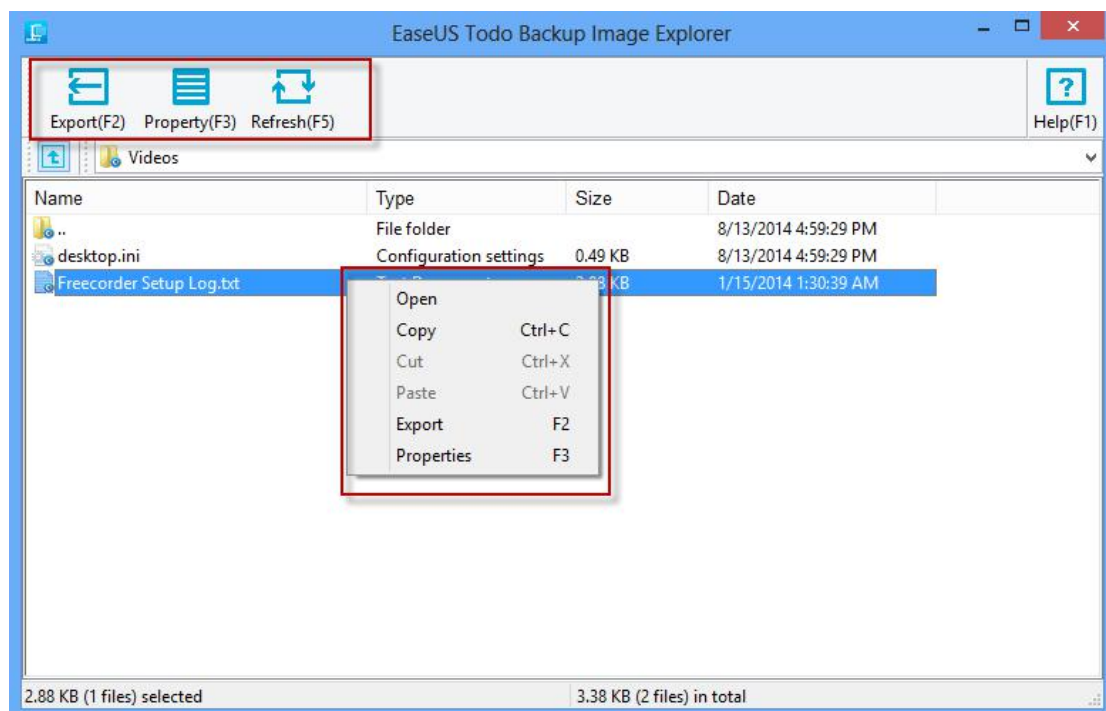 EaseUS Todo Backup Image Explorer
Export(F2) Property(F3) Refresh(F5) Help(F1)
Videos
Name Type Size Date
.. File folder 8/13/2014 4:59:29 PM
desktop.ini Configuration settings 0.49 KB 8/13/2014 4:59:29 PM
Freecorder Setup Log.txt KB 1/15/2014 1:30:39 AM
Open
Copy Ctrl+C
Cut Ctrl+X
Paste Ctrl+V
Export F2
Properties F3
2.88 KB (1 files) selected 3.38 KB (2 files) in total